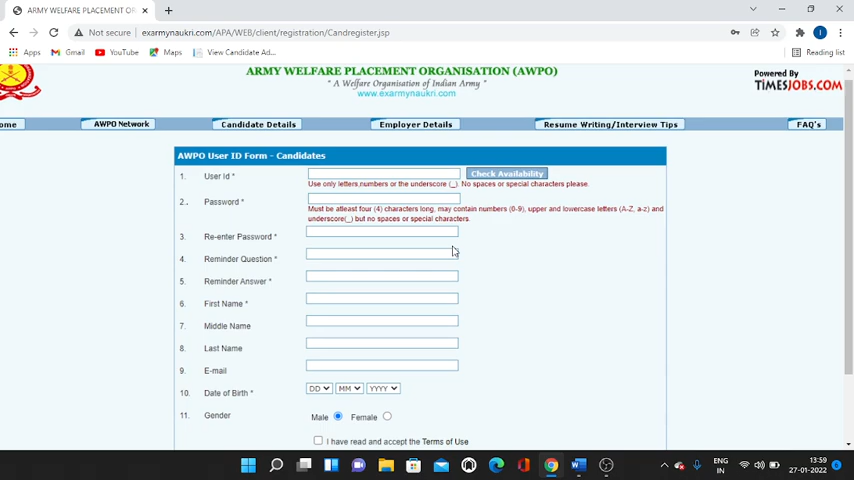 ARMY WELFARE PLACEMENT ORG
Not secure
exarmynaukri.com/APA/WEB/client/registration/Candregister.jsp
Apps
Gmail
YouTube
Maps
View Candidate Ad...
Reading list
ARMY WELFARE PLACEMENT ORGANISATION (AWPO)
" A Welfare Organisation of Indian Army "
www.exarmynaukri.com
Powered By
TIMESJOBS.COM
ome
AWPO Network
Candidate Details
Employer Details
Resume Writing/Interview Tips
FAQ's
AWPO User ID Form - Candidates
1. User Id *
Check Availability
Use only letters,numbers or the underscore (_). No spaces or special characters please.
2.. Password *
Must be atleast four (4) characters long, may contain numbers (0-9), upper and lowercase letters (A-Z, a-z) and
underscore(_) but no spaces or special characters.
3. Re-enter Password *
4. Reminder Question *
5. Reminder Answer *
6. First Name *
7. Middle Name
8. Last Name
9. E-mail
10. Date of Birth * DD MM YYYY
11. Gender Male Female
I have read and accept the Terms of Use
ENG
IN
13:59
27-01-2022